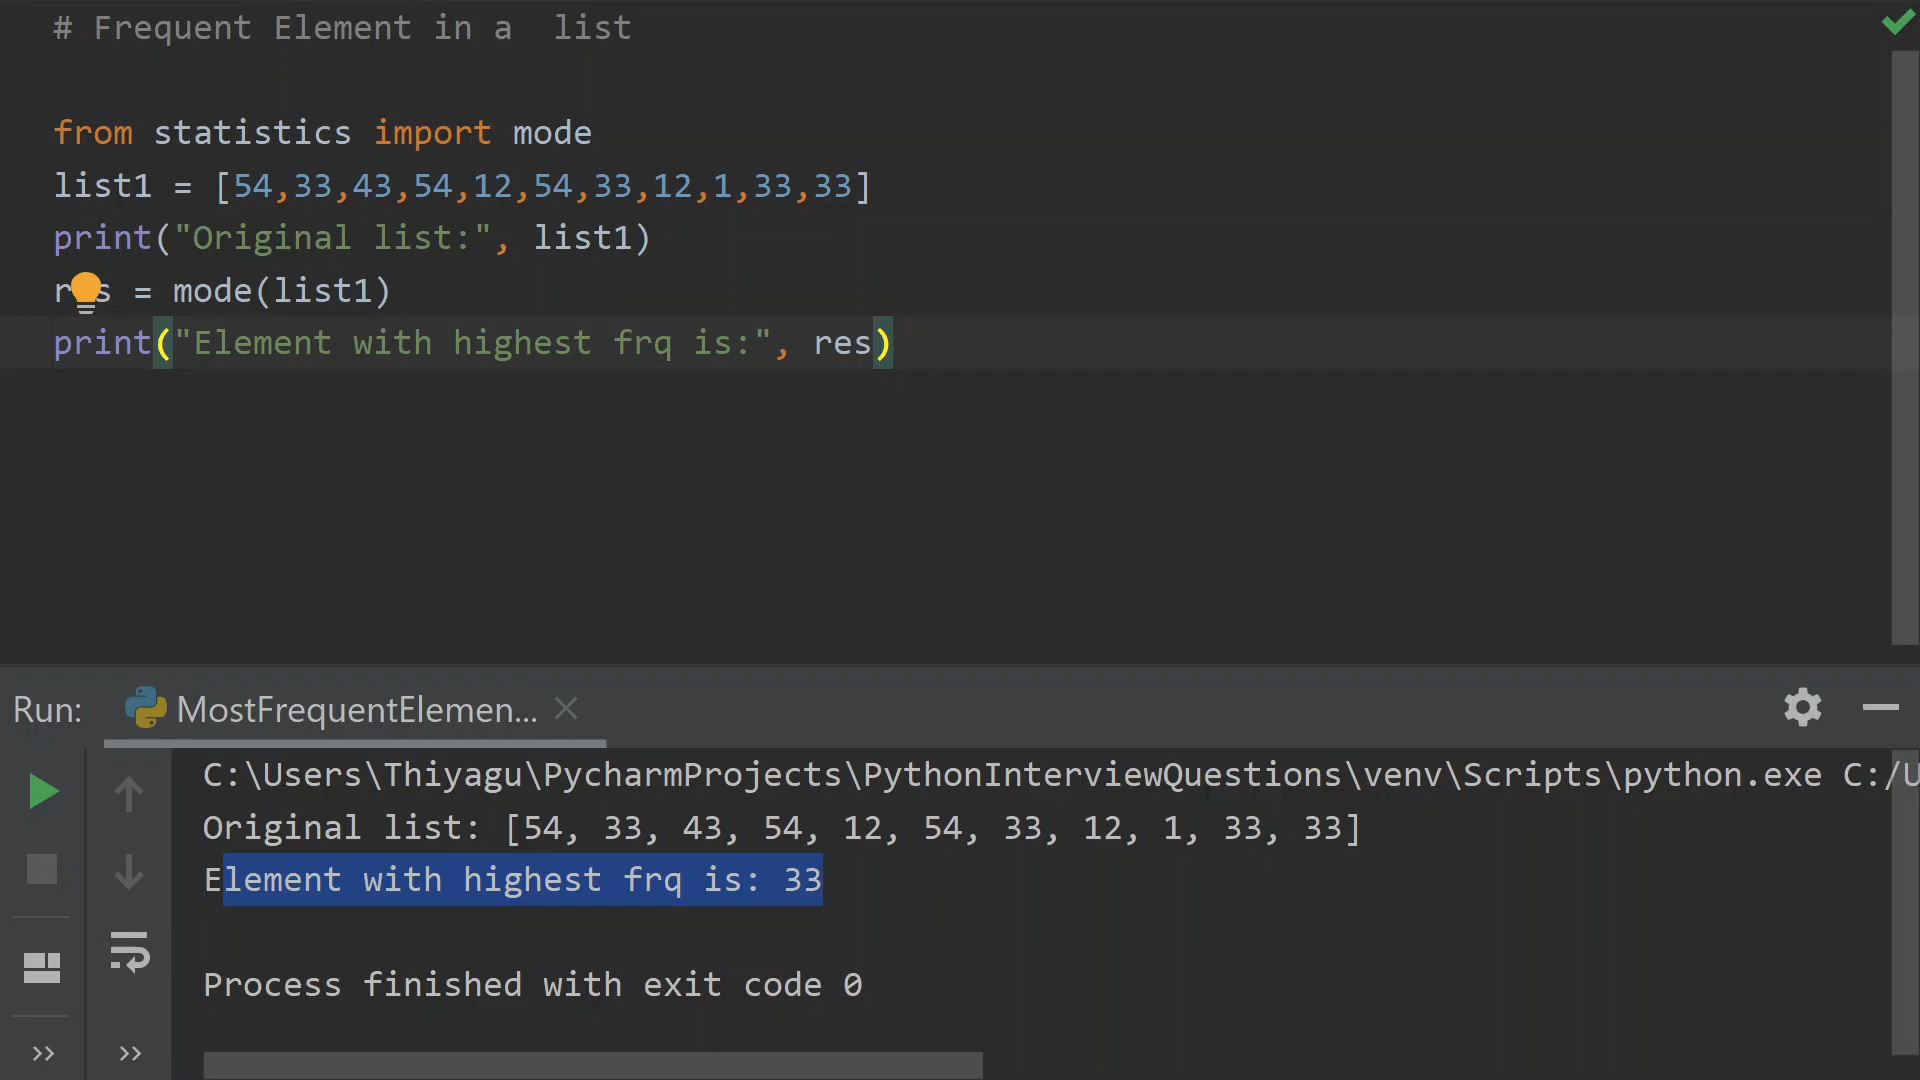 # Frequent Element in a  list
from statistics import mode
list1 = [54,33,43,54,12,54,33,12,1,33,33]
print("Original list:", list1)
res = mode(list1)
print("Element with highest frq is:", res)
Run: MostFrequentElemen...
C:\Users\Thiyagu\PycharmProjects\PythonInterviewQuestions\venv\Scripts\python.exe C:/U
Original list: [54, 33, 43, 54, 12, 54, 33, 12, 1, 33, 33]
Element with highest frq is: 33
Process finished with exit code 0